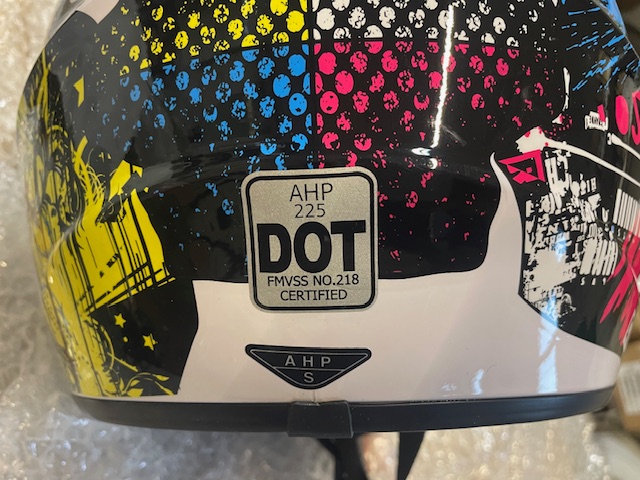 AHP
225
DOT
FMVSS NO.218
CERTIFIED
AHP
S